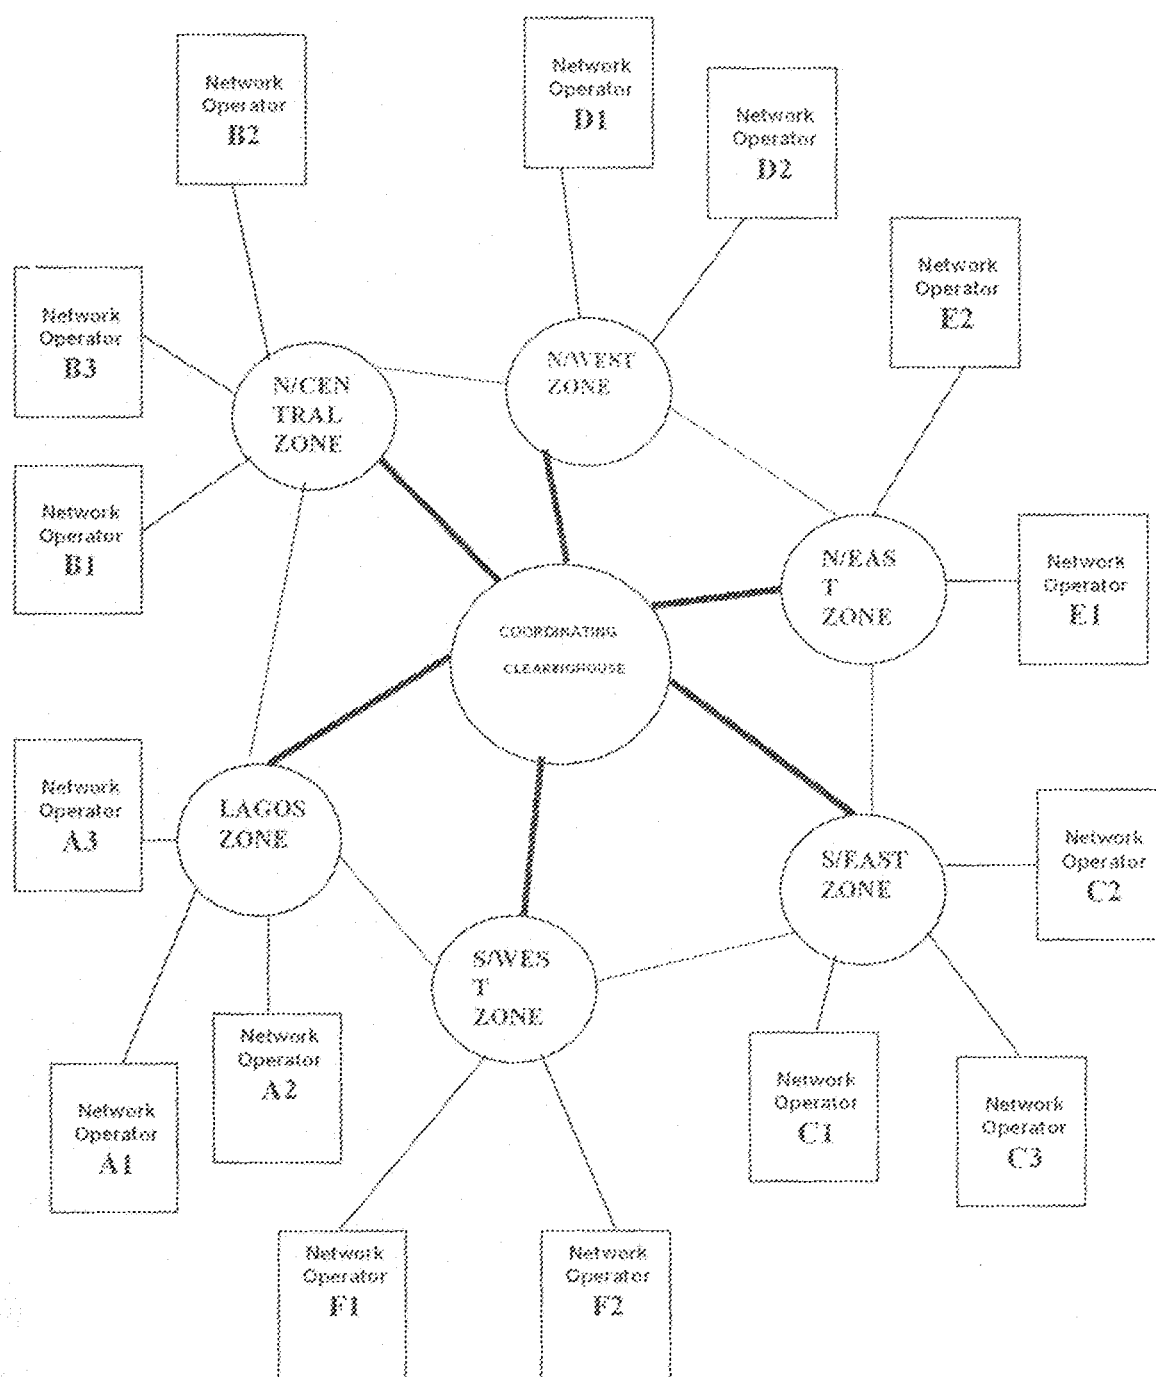 Network
Operator
B2
Network
Operator
D1
Network
Operator
D2
Network
Operator
E2
Network
Operator
B3
N/CEN
TRAL
ZONE
N/WEST
ZONE
Network
Operator
B1
N/EAS
T
ZONE
Network
Operator
E1
COORDINATING
CLEARINGHOUSE
Network
Operator
A3
LAGOS
ZONE
S/EAST
ZONE
Network
Operator
C2
S/WES
T
ZONE
Network
Operator
A2
Network
Operator
A1
Network
Operator
C1
Network
Operator
C3
Network
Operator
F1
Network
Operator
F2